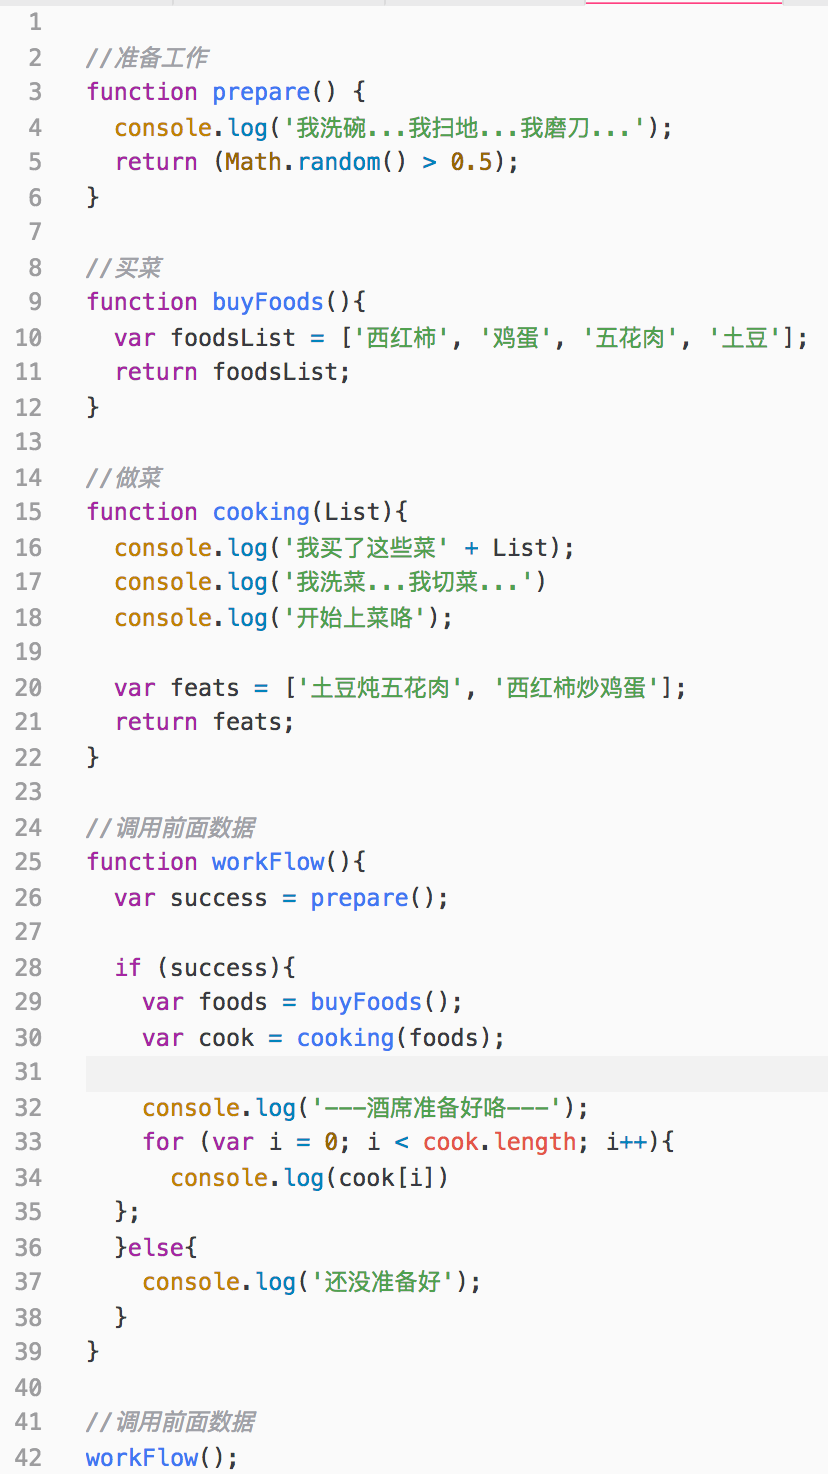 1
2 //准备工作
3 function prepare() {
4 console.log('我洗碗...我扫地...我磨刀...');
5 return (Math.random() > 0.5);
6 }
7
8 //买菜
9 function buyFoods(){
10 var foodsList = ['西红柿', '鸡蛋', '五花肉', '土豆'];
11 return foodsList;
12 }
13
14 //做菜
15 function cooking(List){
16 console.log('我买了这些菜' + List);
17 console.log('我洗菜...我切菜...')
18 console.log('开始上菜咯');
19
20 var feats = ['土豆炖五花肉', '西红柿炒鸡蛋'];
21 return feats;
22 }
23
24 //调用前面数据
25 function workFlow(){
26 var success = prepare();
27
28 if (success){
29 var foods = buyFoods();
30 var cook = cooking(foods);
31
32 console.log('---酒席准备好咯---');
33 for (var i = 0; i < cook.length; i++){
34 console.log(cook[i])
35 };
36 }else{
37 console.log('还没准备好');
38 }
39 }
40
41 //调用前面数据
42 workFlow();